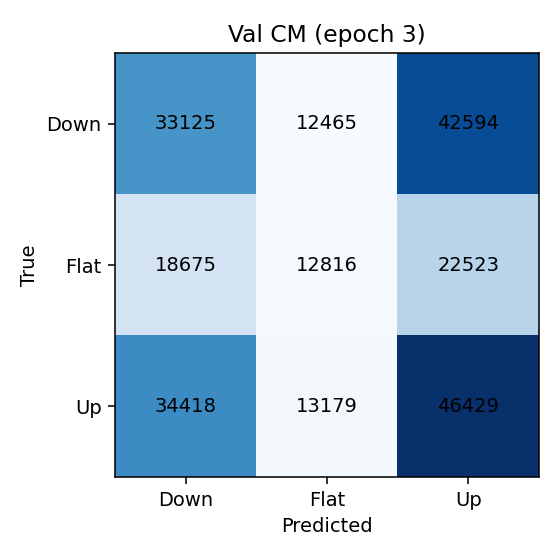 Val CM (epoch 3)
Down 33125 12465 42594
Flat 18675 12816 22523
Up 34418 13179 46429
Down Flat Up
Predicted
True